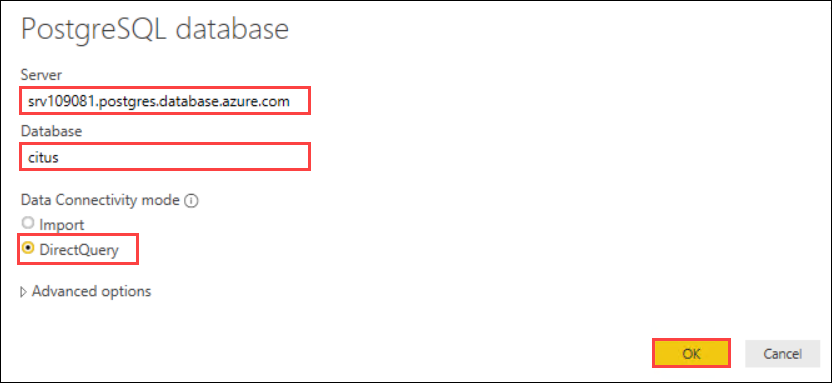 PostgreSQL database
Server
srv109081.postgres.database.azure.com
Database
citus
Data Connectivity mode
Import
DirectQuery
Advanced options
OK Cancel